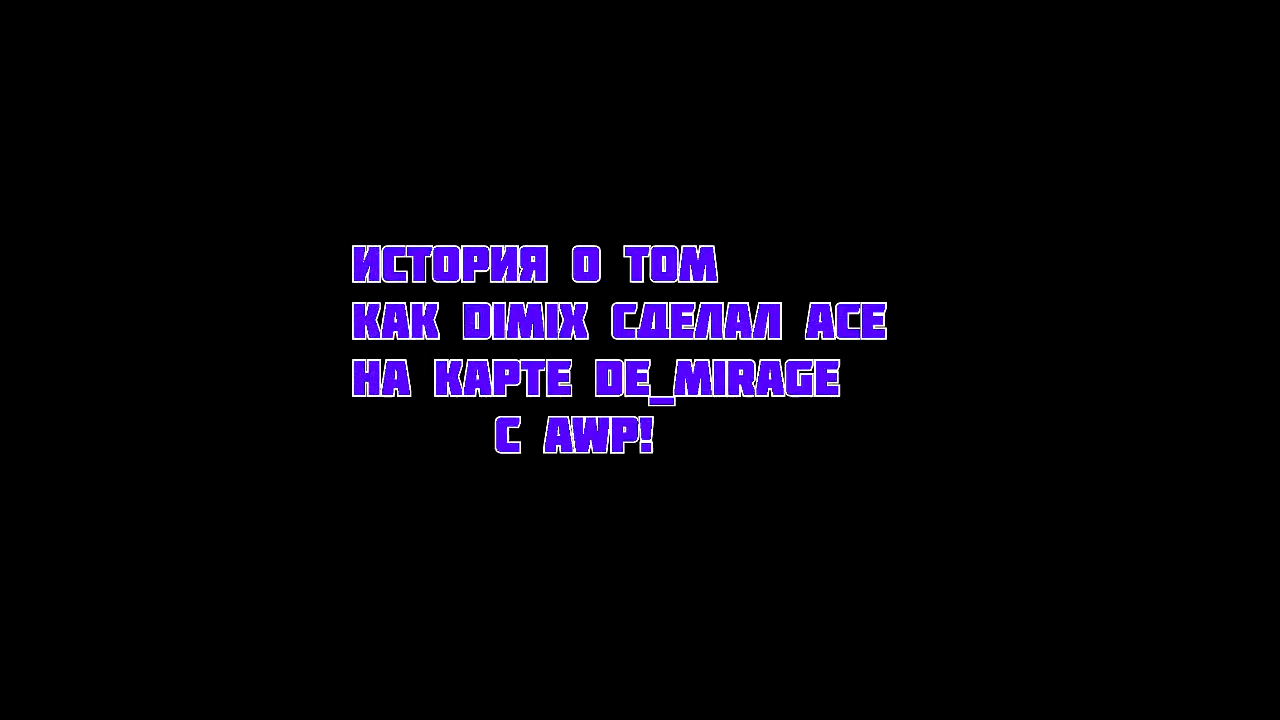 ИСТОРИЯ О ТОМ
КАК DIMIX СДЕЛАЛ ACE
НА КАРТЕ DE_MIRAGE
С AWP!